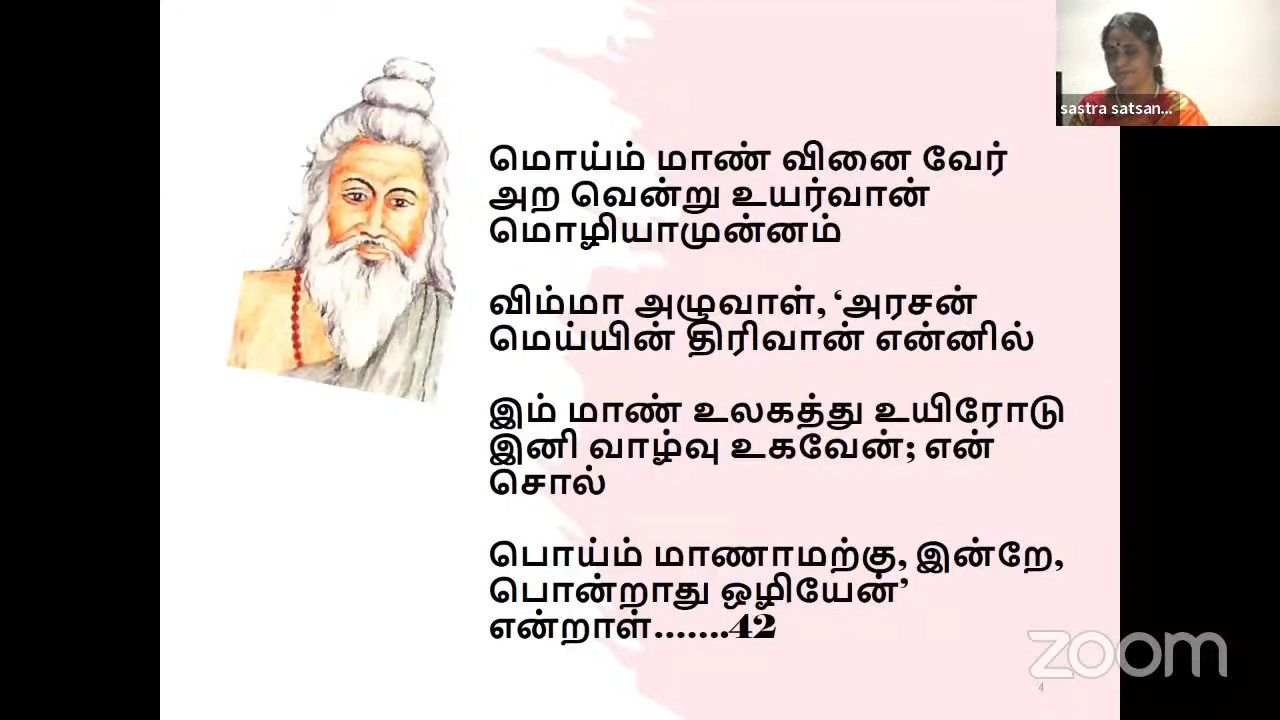 sastra satsan...
மொய்ம் மாண் வினை வேர்
அற வென்று உயர்வான்
மொழியாமுன்னம்
விம்மா அழுவாள், ‘அரசன்
மெய்யின் திரிவான் என்னில்
இம் மாண் உலகத்து உயிரோடு
இனி வாழ்வு உகவேன்; என்
சொல்
பொய்ம் மாணாமற்கு, இன்றே,
பொன்றாது ஒழியேன்’
என்றாள்.......42
zoom
4